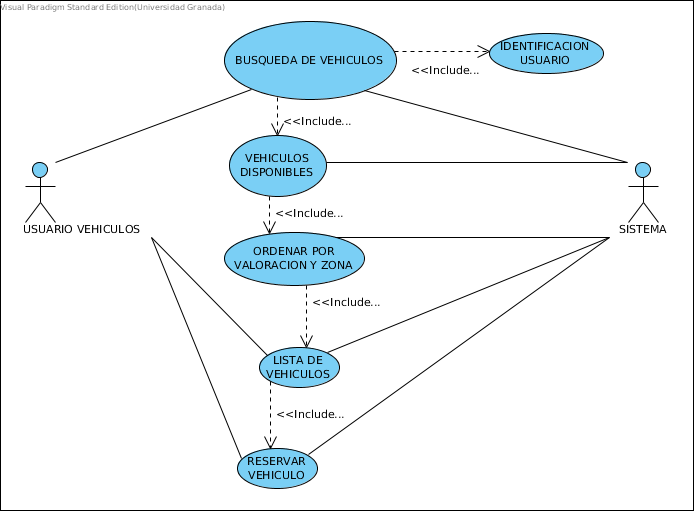 Visual Paradigm Standard Edition(Universidad Granada)
BUSQUEDA DE VEHICULOS
IDENTIFICACION
USUARIO
<<Include...
<<Include...
VEHICULOS
DISPONIBLES
<<Include...
USUARIO VEHICULOS
SISTEMA
ORDENAR POR
VALORACION Y ZONA
<<Include...
LISTA DE
VEHICULOS
<<Include...
RESERVAR
VEHICULO